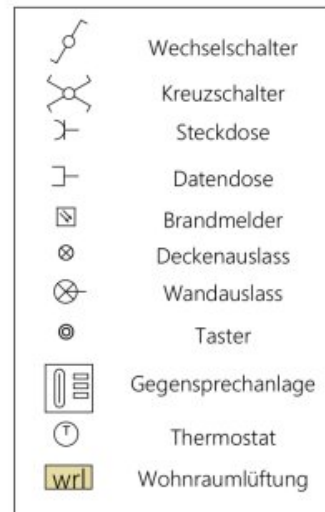 Wechselschalter
Kreuzschalter
Steckdose
Datendose
Brandmelder
Deckenauslass
Wandauslass
Taster
Gegensprechanlage
T Thermostat
wrl Wohnraumlüftung